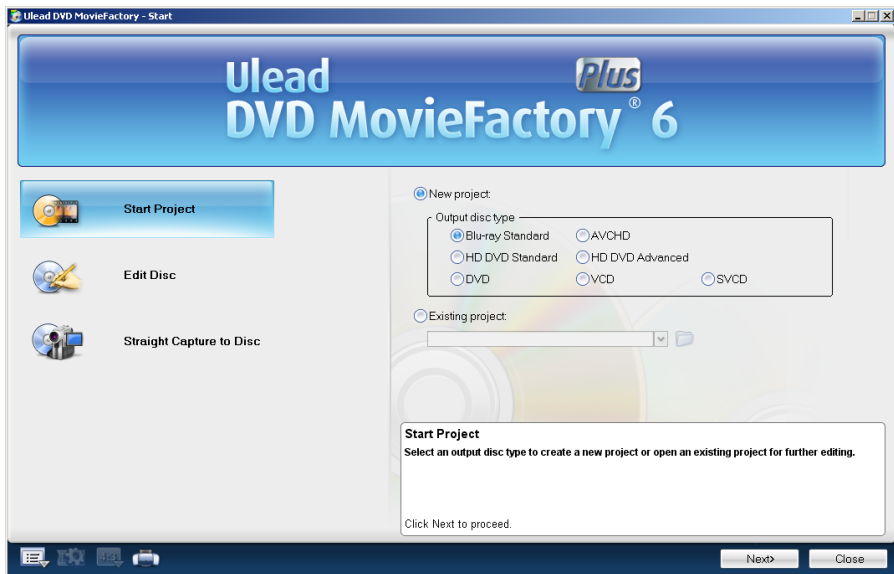 Ulead DVD MovieFactory - Start
Ulead Plus
DVD MovieFactory® 6
Start Project
Edit Disc
Straight Capture to Disc
New project:
Output disc type
Blu-ray Standard AVCHD
HD DVD Standard HD DVD Advanced
DVD VCD SVCD
Existing project:
Start Project
Select an output disc type to create a new project or open an existing project for further editing.
Click Next to proceed.
Next> Close